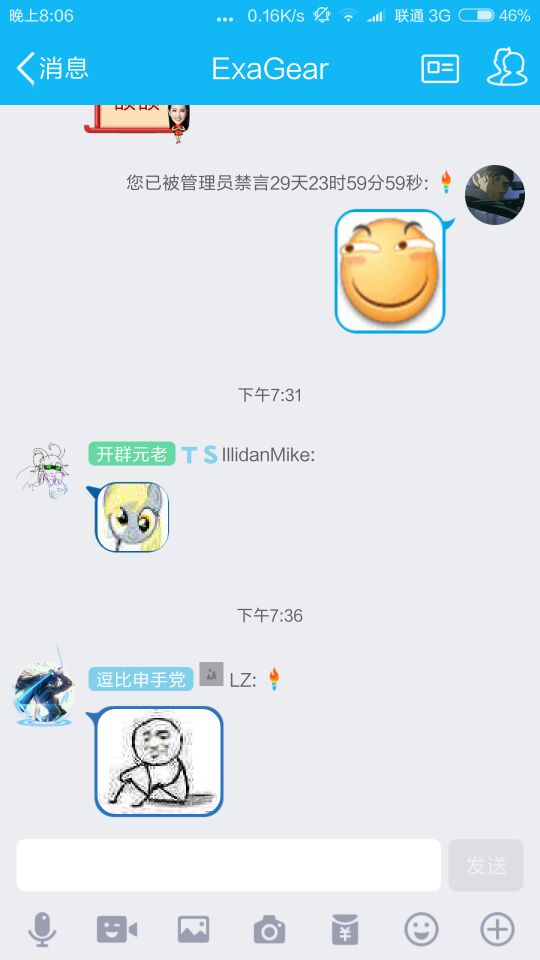 晚上8:06 ... 0.16K/s 联通 3G 46%
消息 ExaGear
您已被管理员禁言29天23时59分59秒:
下午7:31
开群元老 T S IllidanMike:
下午7:36
逗比申手党 LZ:
发送